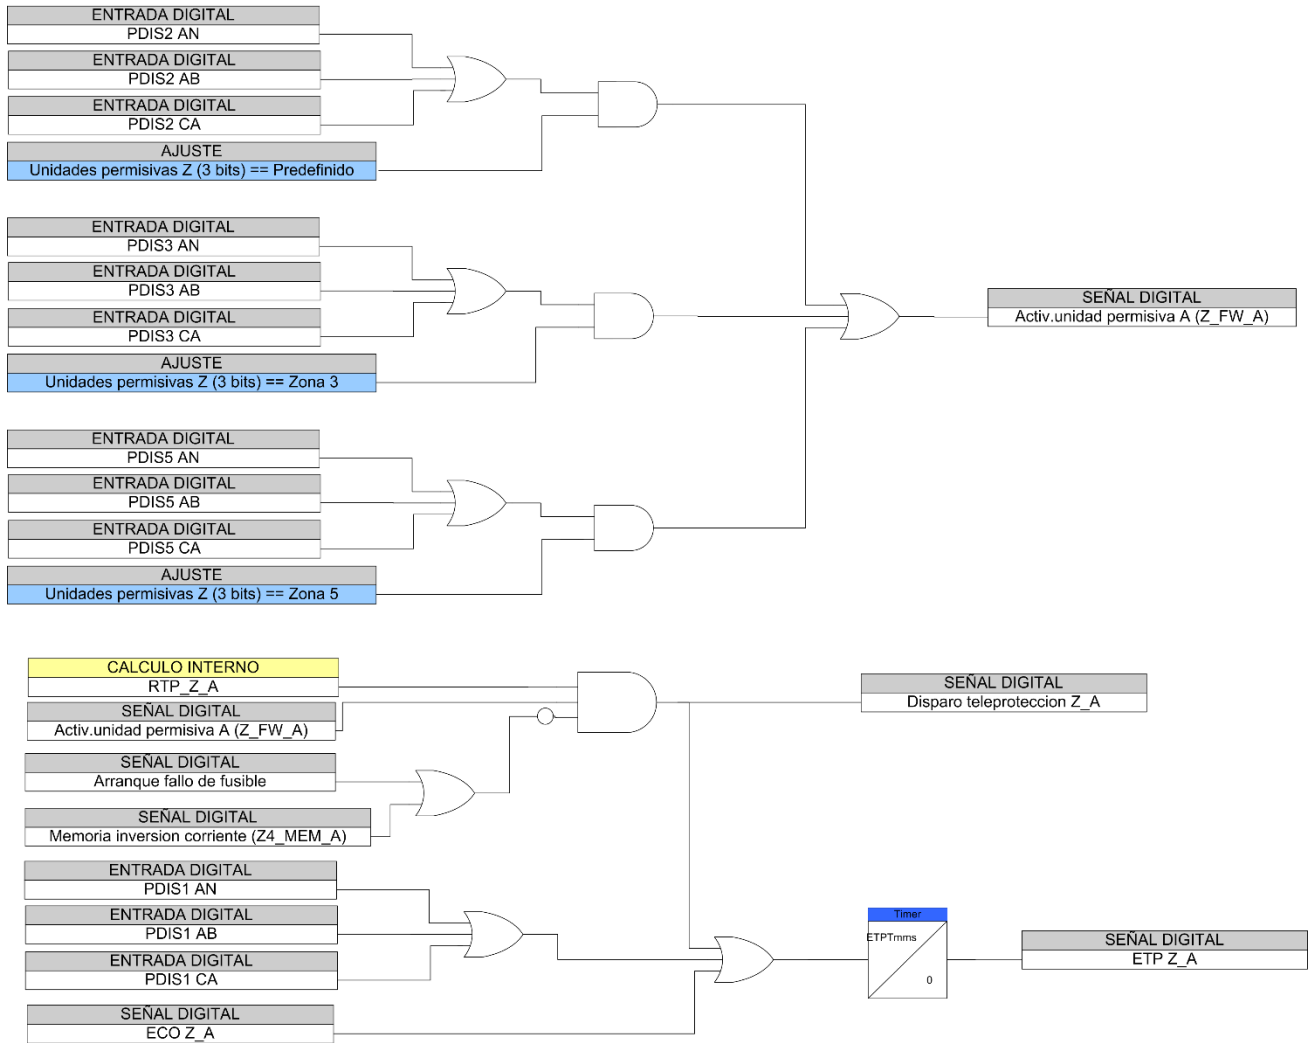 ENTRADA DIGITAL
PDIS2 AN
ENTRADA DIGITAL
PDIS2 AB
ENTRADA DIGITAL
PDIS2 CA
AJUSTE
Unidades permisivas Z (3 bits) == Predefinido
ENTRADA DIGITAL
PDIS3 AN
ENTRADA DIGITAL
PDIS3 AB
ENTRADA DIGITAL
PDIS3 CA
AJUSTE
Unidades permisivas Z (3 bits) == Zona 3
SEÑAL DIGITAL
Activ.unidad permisiva A (Z_FW_A)
ENTRADA DIGITAL
PDIS5 AN
ENTRADA DIGITAL
PDIS5 AB
ENTRADA DIGITAL
PDIS5 CA
AJUSTE
Unidades permisivas Z (3 bits) == Zona 5
CALCULO INTERNO
RTP_Z_A
SEÑAL DIGITAL
Activ.unidad permisiva A (Z_FW_A)
SEÑAL DIGITAL
Arranque fallo de fusible
SEÑAL DIGITAL
Memoria inversion corriente (Z4_MEM_A)
SEÑAL DIGITAL
Disparo teleproteccion Z_A
ENTRADA DIGITAL
PDIS1 AN
ENTRADA DIGITAL
PDIS1 AB
ENTRADA DIGITAL
PDIS1 CA
SEÑAL DIGITAL
ECO Z_A
Timer
ETPTmms
0
SEÑAL DIGITAL
ETP Z_A